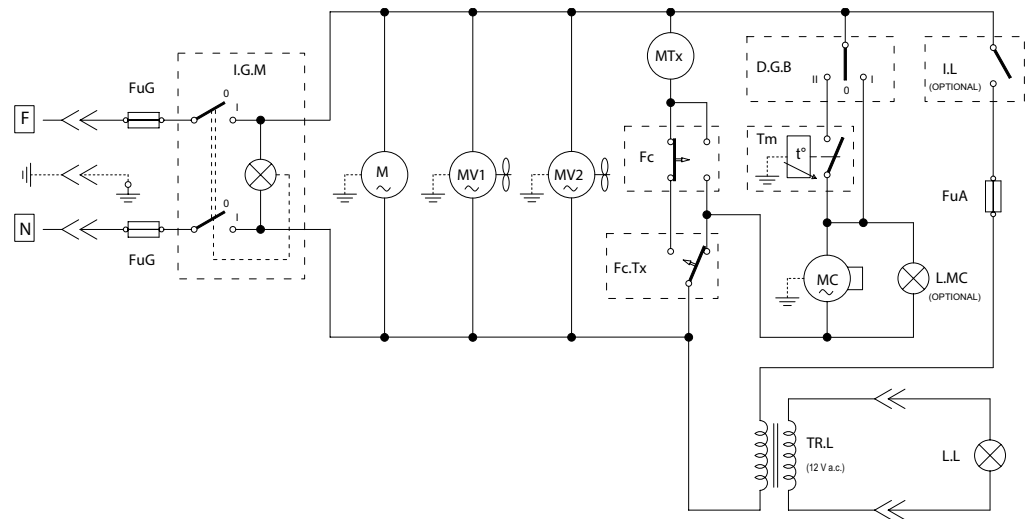 I.G.M
D.G.B
I.L
(OPTIONAL)
MTx
FuG
0
I
II
0
I
F
Fc
Tm
t°
M
MV1
MV2
FuA
N
0
I
FuG
Fc.Tx
MC
L.MC
(OPTIONAL)
TR.L
(12 V a.c.)
L.L